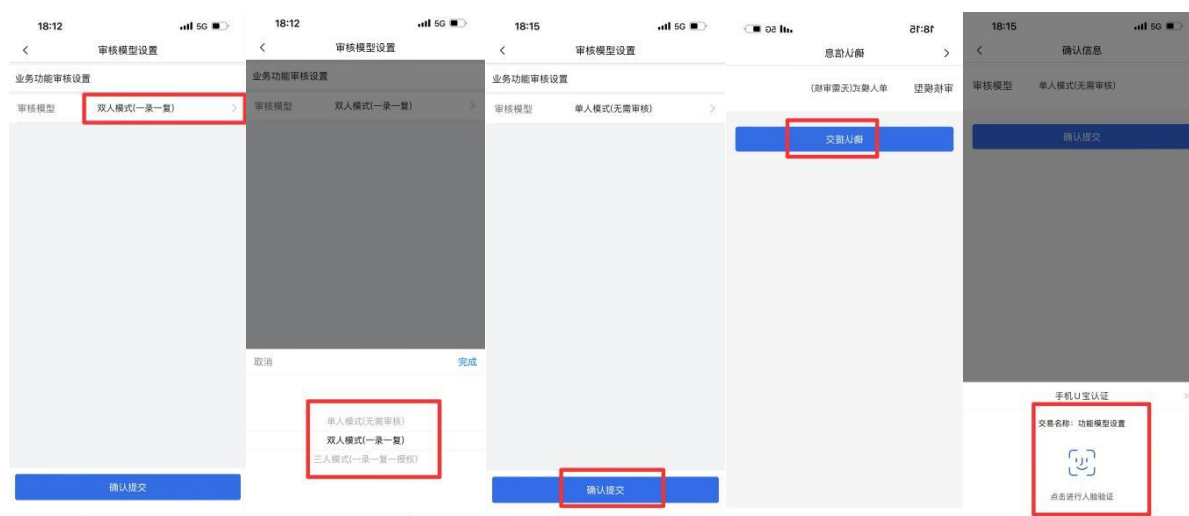 18:12
5G
审核模型设置
业务功能审核设置
审核模型 双人模式(一录一复)
确认提交
18:12
5G
审核模型设置
业务功能审核设置
审核模型 双人模式(一录一复)
取消 完成
单人模式(无需审核)
双人模式(一录一复)
三人模式(一录一复一授权)
18:15
5G
审核模型设置
业务功能审核设置
审核模型 单人模式(无需审核)
确认提交
18:15
5G
确认信息
审核模型 单人模式(无需审核)
确认提交
18:15
5G
确认信息
审核模型 单人模式(无需审核)
确认提交
手机U宝认证
交易名称：功能模型设置
点击进行人脸验证